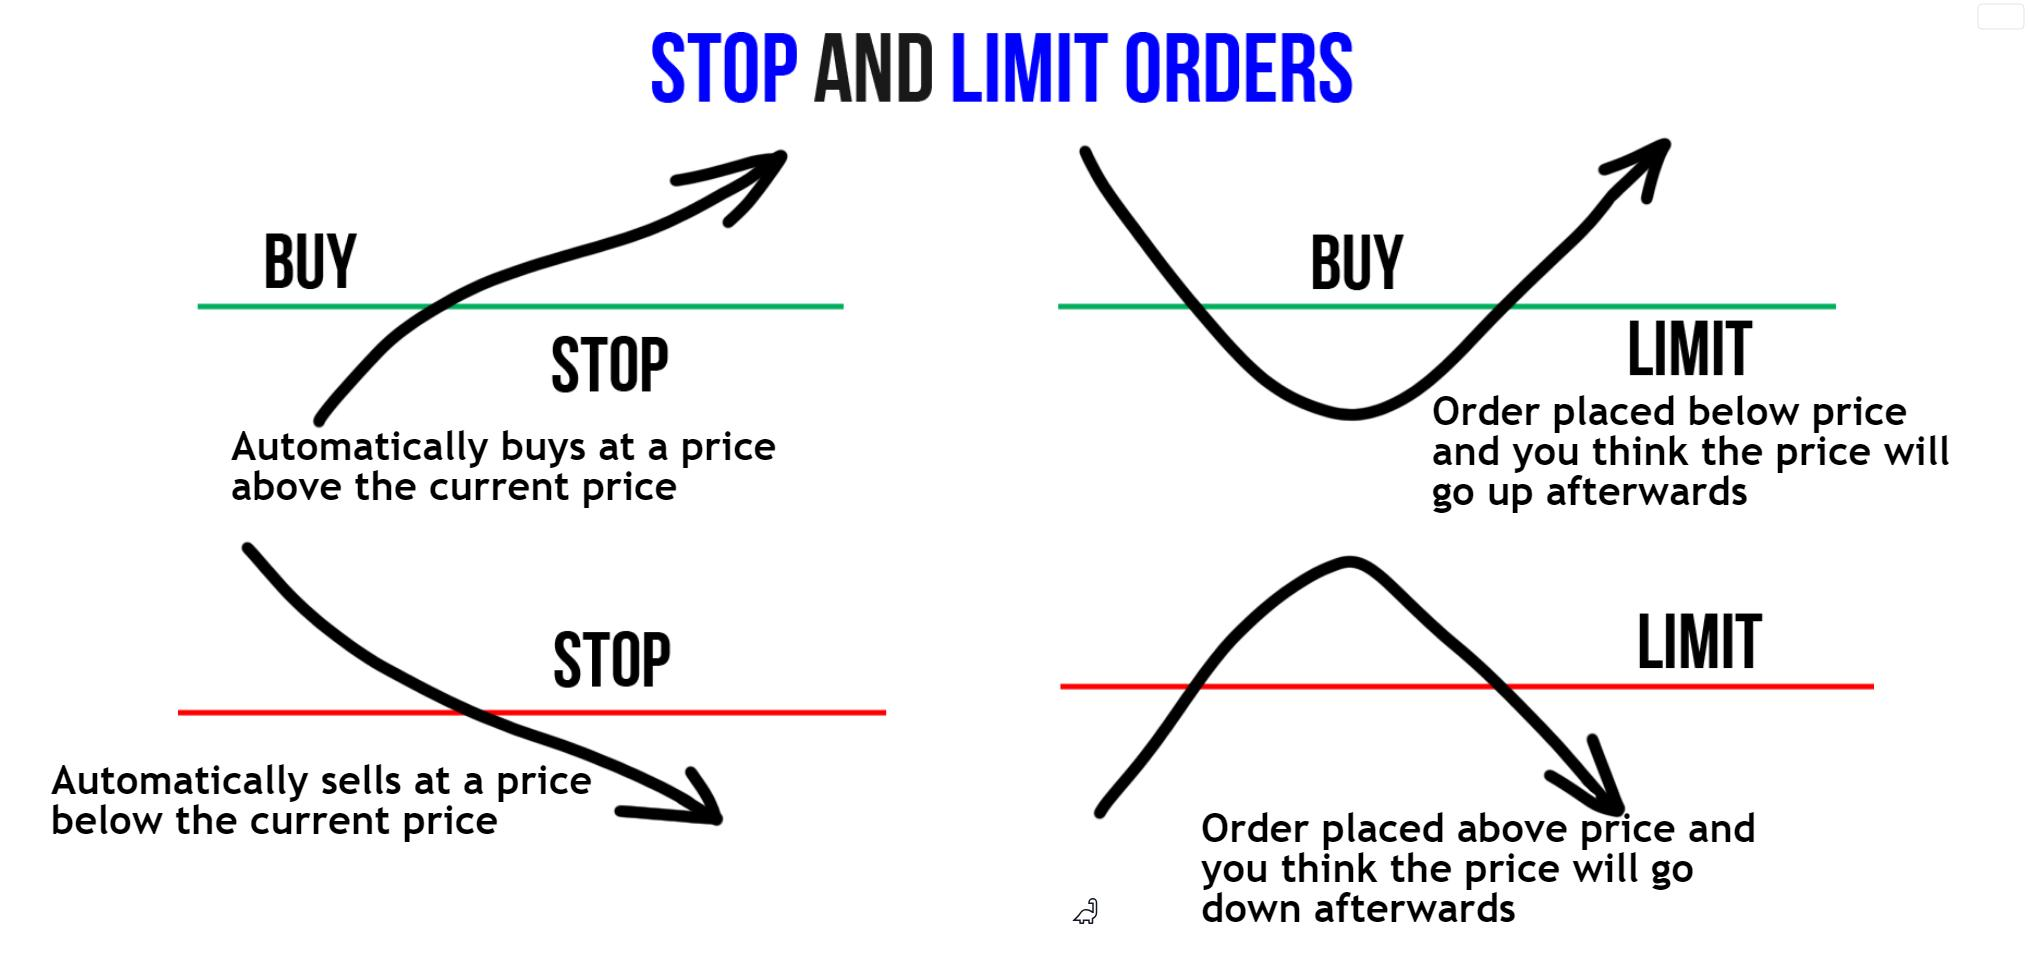 STOP AND LIMIT ORDERS
BUY
STOP
Automatically buys at a price
above the current price
BUY
LIMIT
Order placed below price
and you think the price will
go up afterwards
STOP
Automatically sells at a price
below the current price
LIMIT
Order placed above price and
you think the price will go
down afterwards